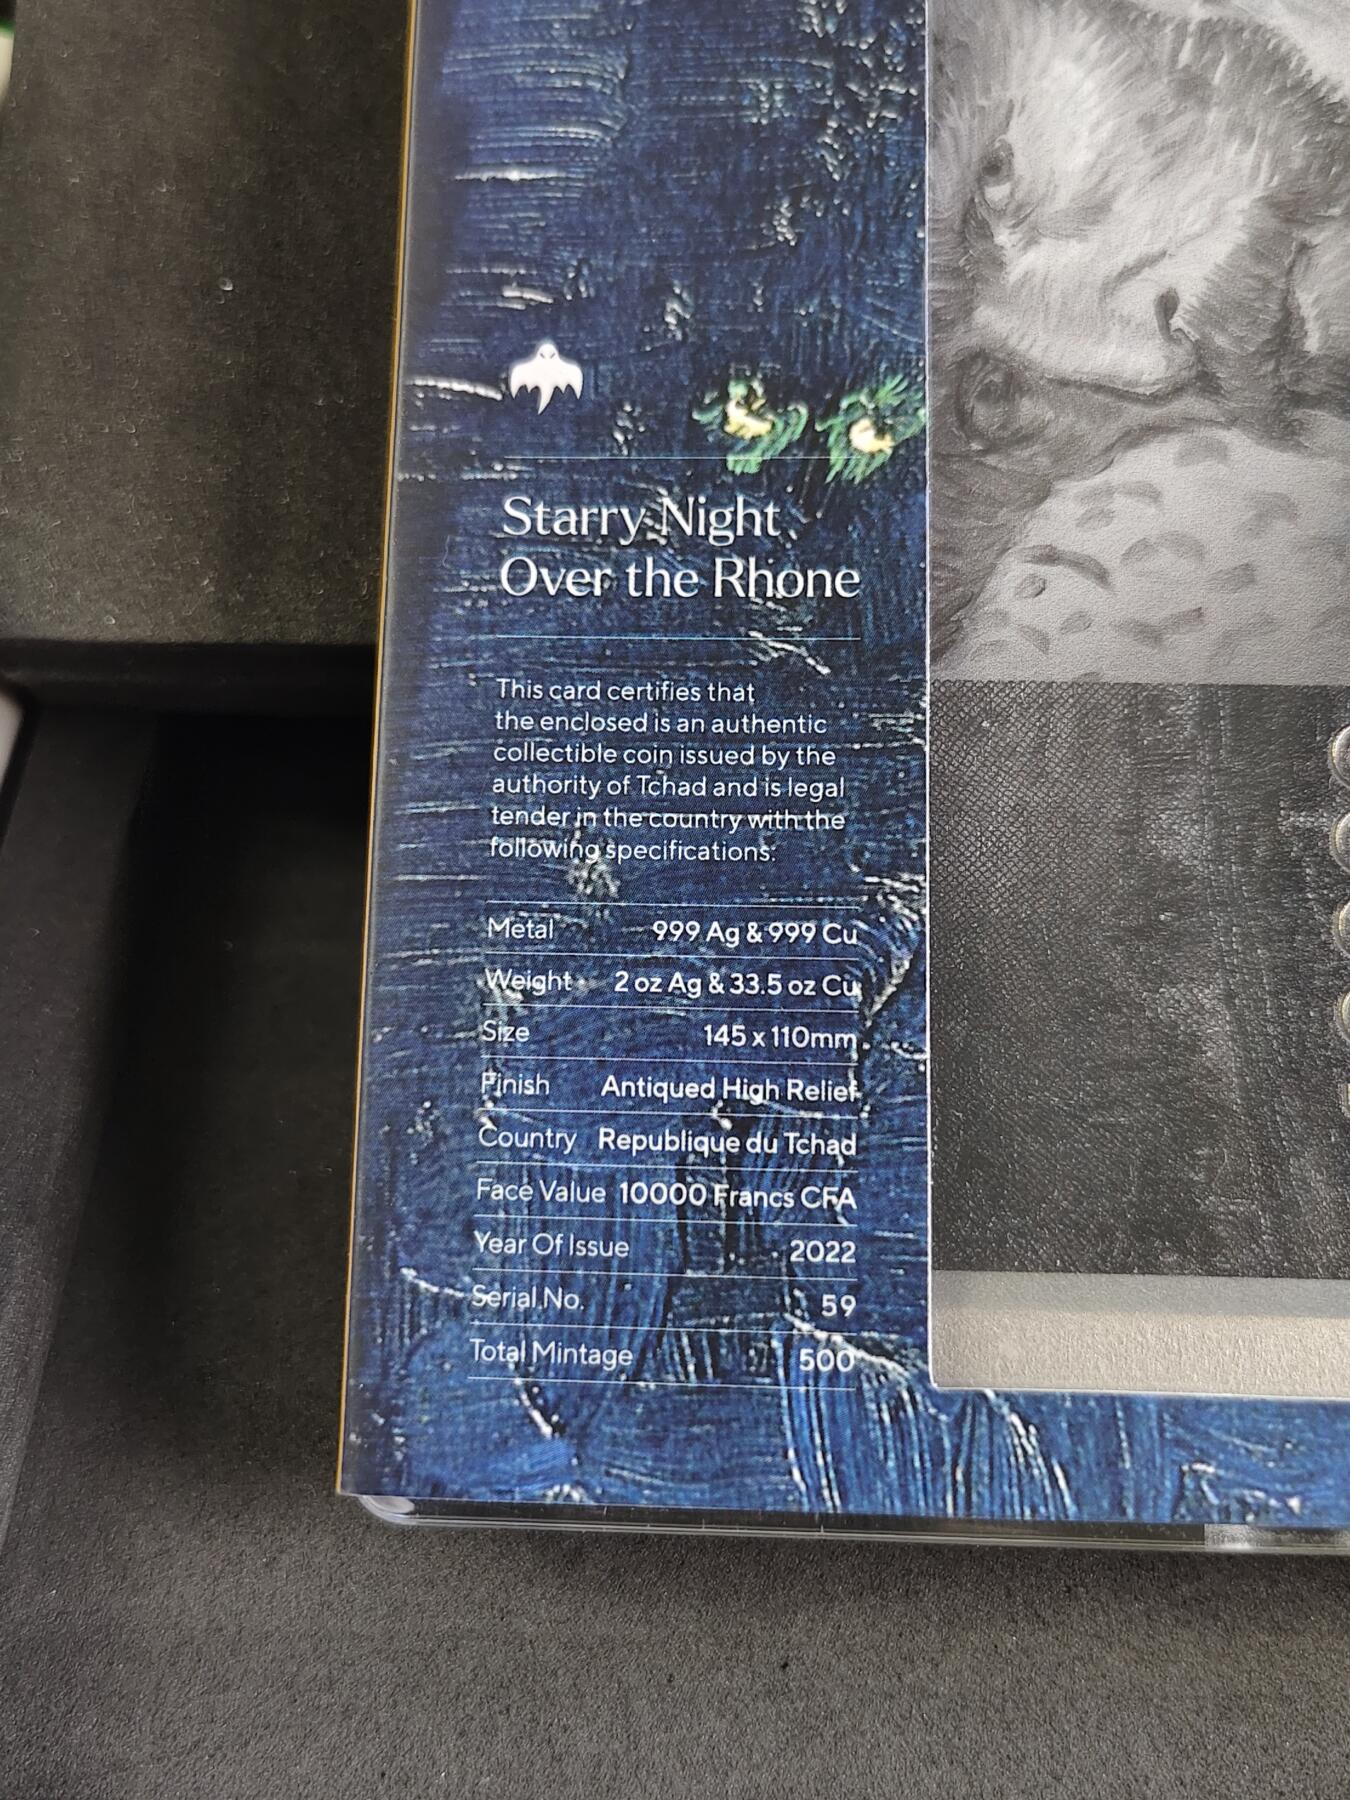 Starry Night
Over the Rhone
This card certifies that
the enclosed is an authentic
collectible coin issued by the
authority of Tchad and is legal
tender in the country with the
following specifications:
Metal 999 Ag & 999 Cu
Weight 2 oz Ag & 33.5 oz Cu
Size 145 x 110mm
Finish Antiqued High Relief
Country Republique du Tchad
Face Value 10000 Francs CFA
Year Of Issue 2022
Serial No. 59
Total Mintage 500